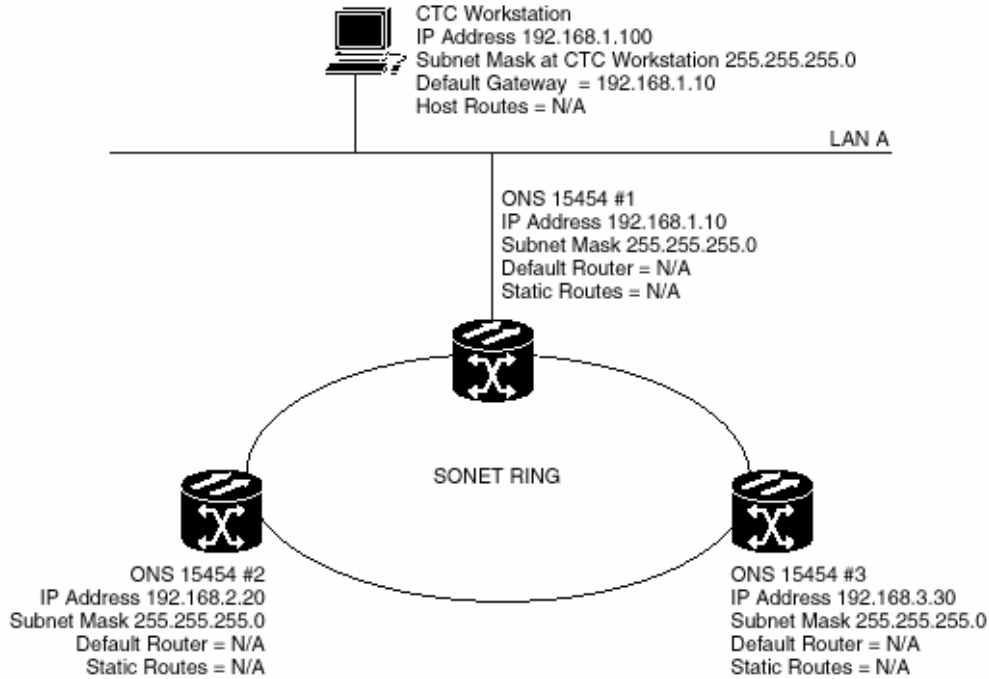 CTC Workstation
IP Address 192.168.1.100
Subnet Mask at CTC Workstation 255.255.255.0
Default Gateway = 192.168.1.10
Host Routes = N/A
LAN A
ONS 15454 #1
IP Address 192.168.1.10
Subnet Mask 255.255.255.0
Default Router = N/A
Static Routes = N/A
SONET RING
ONS 15454 #2
IP Address 192.168.2.20
Subnet Mask 255.255.255.0
Default Router = N/A
Static Routes = N/A
ONS 15454 #3
IP Address 192.168.3.30
Subnet Mask 255.255.255.0
Default Router = N/A
Static Routes = N/A